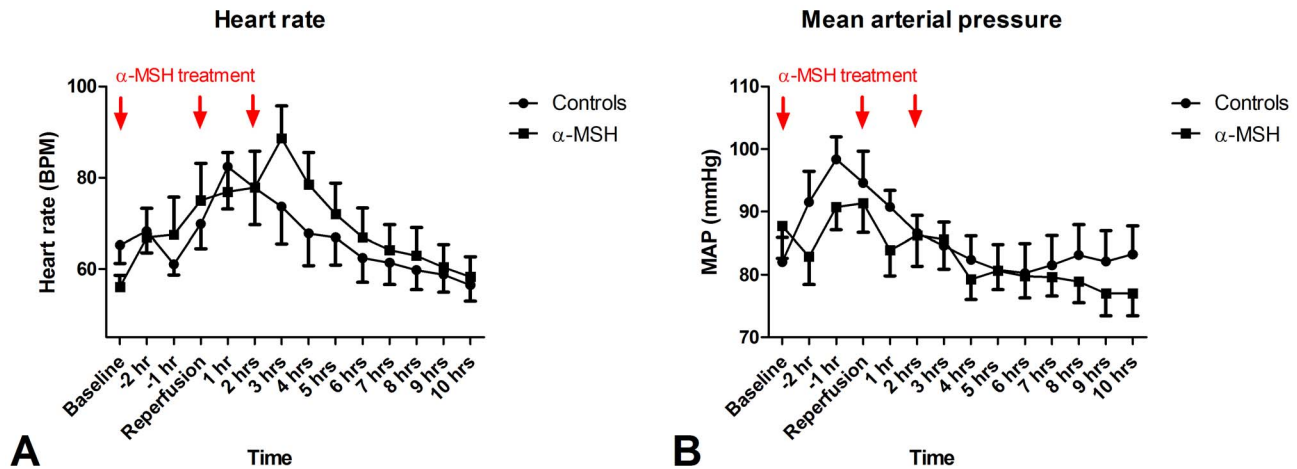 Heart rate
α-MSH treatment
Controls
α-MSH
Heart rate (BPM)
100
80
60
Baseline
-2 hr
-1 hr
Reperfusion
1 hr
2 hrs
3 hrs
4 hrs
5 hrs
6 hrs
7 hrs
8 hrs
9 hrs
10 hrs
Time
A
Mean arterial pressure
α-MSH treatment
Controls
α-MSH
MAP (mmHg)
110
100
90
80
70
Baseline
-2 hr
-1 hr
Reperfusion
1 hr
2 hrs
3 hrs
4 hrs
5 hrs
6 hrs
7 hrs
8 hrs
9 hrs
10 hrs
Time
B